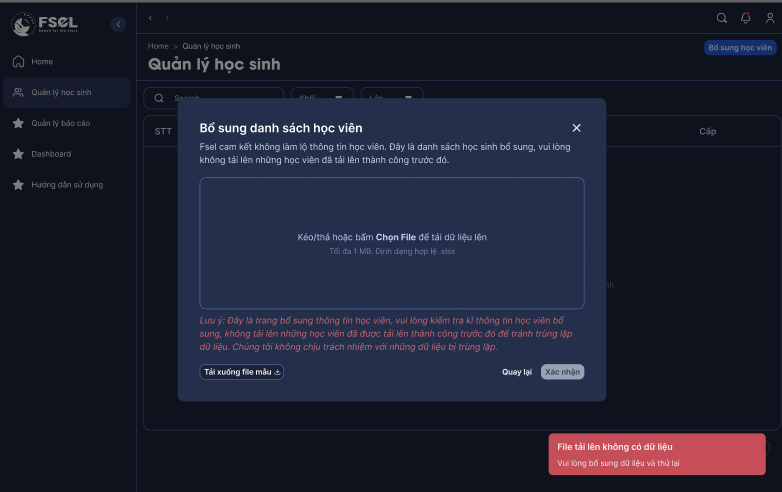 FSEL
Home
Quản lý học sinh
Quản lý báo cáo
Dashboard
Hướng dẫn sử dụng
Home > Quản lý học sinh
Quản lý học sinh
Bổ sung học viên
Search
Khối
Lớp
STT
Cấp
Bổ sung danh sách học viên
Fsel cam kết không làm lộ thông tin học viên. Đây là danh sách học sinh bổ sung, vui lòng
không tải lên những học viên đã tải lên thành công trước đó.
Kéo/thả hoặc bấm Chọn File để tải dữ liệu lên
Tối đa 1 MB. Định dạng hợp lệ .xlsx
Lưu ý: Đây là trang bổ sung thông tin học viên, vui lòng kiểm tra kĩ thông tin học viên bổ
sung, không tải lên những học viên đã được tải lên thành công trước đó để tránh trùng lặp
dữ liệu. Chúng tôi không chịu trách nhiệm với những dữ liệu bị trùng lặp.
Tải xuống file mẫu
Quay lại
Xác nhận
File tải lên không có dữ liệu
Vui lòng bổ sung dữ liệu và thử lại